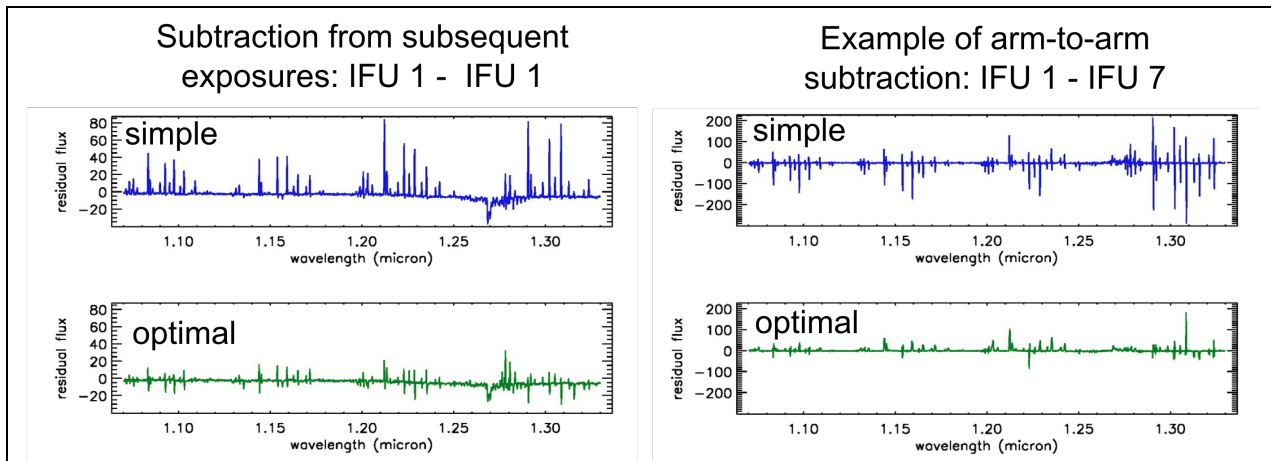 Subtraction from subsequent
exposures: IFU 1 - IFU 1
simple
residual flux
80
60
40
20
0
−20
1.10 1.15 1.20 1.25 1.30
wavelength (micron)
optimal
residual flux
80
60
40
20
0
−20
1.10 1.15 1.20 1.25 1.30
wavelength (micron)
Example of arm-to-arm
subtraction: IFU 1 - IFU 7
simple
residual flux
200
100
0
−100
−200
1.10 1.15 1.20 1.25 1.30
wavelength (micron)
optimal
residual flux
200
100
0
−100
−200
1.10 1.15 1.20 1.25 1.30
wavelength (micron)